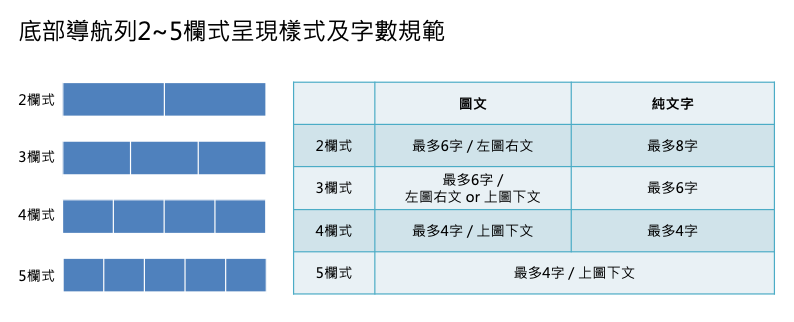 底部導航列2~5欄式呈現樣式及字數規範
2欄式
3欄式
4欄式
5欄式
圖文
純文字
2欄式
最多6字 / 左圖右文
最多8字
3欄式
最多6字 /
左圖右文 or 上圖下文
最多6字
4欄式
最多4字 / 上圖下文
最多4字
5欄式
最多4字 / 上圖下文